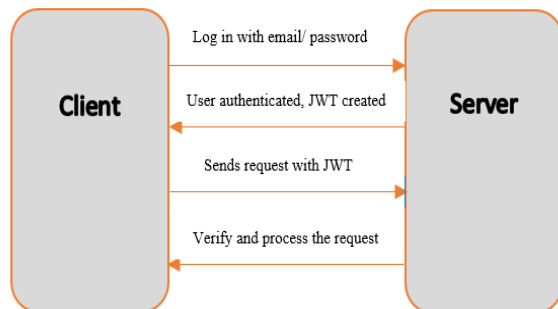 Log in with email/ password
Client
Server
User authenticated, JWT created
Sends request with JWT
Verify and process the request